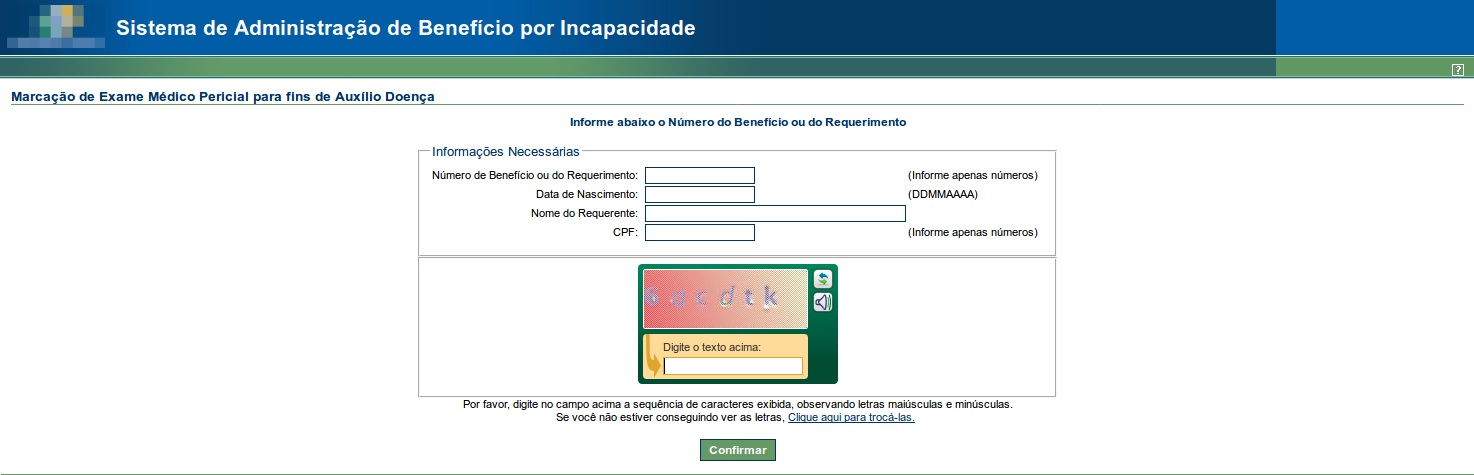 Sistema de Administração de Benefício por Incapacidade
?
Marcação de Exame Médico Pericial para fins de Auxílio Doença
Informe abaixo o Número do Benefício ou do Requerimento
Informações Necessárias
Número de Benefício ou do Requerimento: (Informe apenas números)
Data de Nascimento: (DDMMAAAA)
Nome do Requerente:
CPF: (Informe apenas números)
Digite o texto acima:
Por favor, digite no campo acima a sequência de caracteres exibida, observando letras maiúsculas e minúsculas.
Se você não estiver conseguindo ver as letras, Clique aqui para trocá-las.
Confirmar